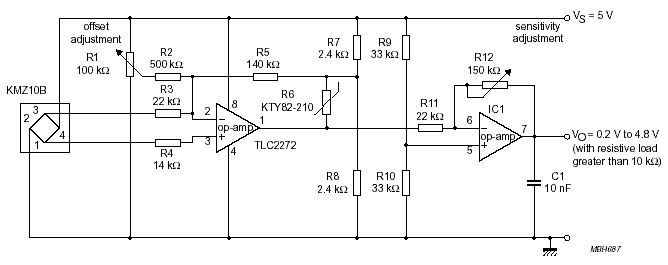 offset
adjustment
R1
100 kΩ
R2
500 kΩ
R5
140 kΩ
R7
2.4 kΩ
R9
33 kΩ
sensitivity
adjustment
V_S = 5 V
R12
150 kΩ
KMZ10B
R3
22 kΩ
R6
KTY82-210
R11
22 kΩ
IC1
3
2
4
1
2
8
−
op-amp
+
3
1
4
TLC2272
R4
14 kΩ
6
−
op-amp
+
5
7
V_O = 0.2 V to 4.8 V
(with resistive load
greater than 10 kΩ)
R8
2.4 kΩ
R10
33 kΩ
C1
10 nF
MBH687